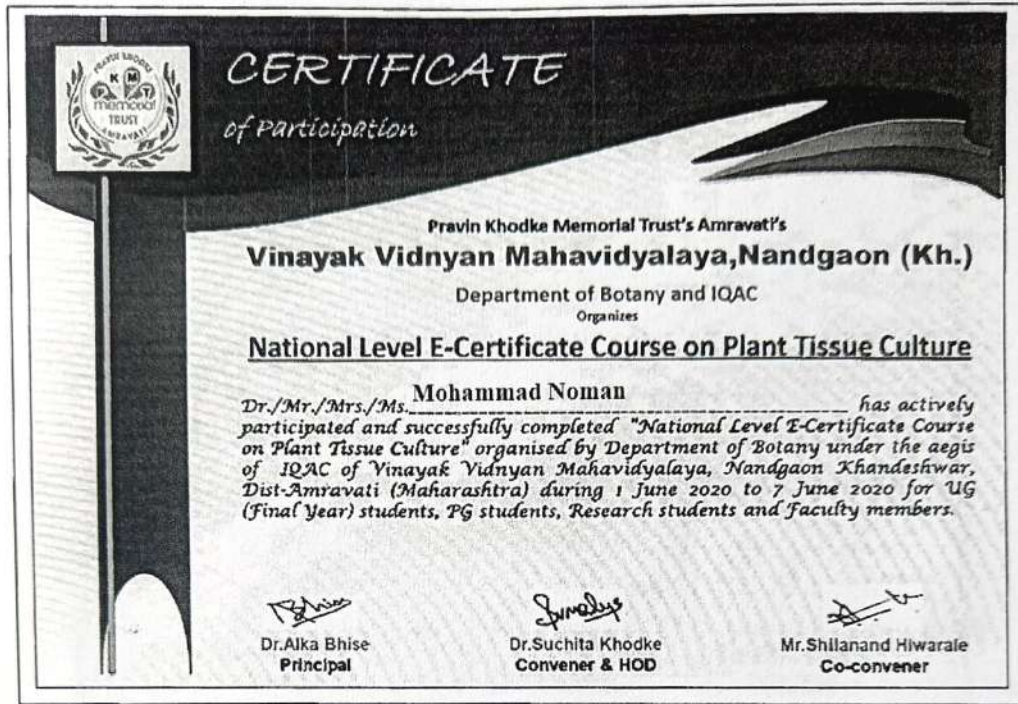 PRAVIN KHODKE
K M
P T
memorial
TRUST
AMRAVATI
CERTIFICATE
of Participation
Pravin Khodke Memorial Trust's Amravati's
Vinayak Vidnyan Mahavidyalaya,Nandgaon (Kh.)
Department of Botany and IQAC
Organizes
National Level E-Certificate Course on Plant Tissue Culture
Dr./Mr./Mrs./Ms. Mohammad Noman has actively
participated and successfully completed "National Level E-Certificate Course
on Plant Tissue Culture" organised by Department of Botany under the aegis
of IQAC of Vinayak Vidnyan Mahavidyalaya, Nandgaon Khandeshwar,
Dist-Amravati (Maharashtra) during 1 June 2020 to 7 June 2020 for UG
(Final Year) students, PG students, Research students and Faculty members.
Dr.Alka Bhise
Principal
Dr.Suchita Khodke
Convener & HOD
Mr.Shilanand Hiwarale
Co-convener